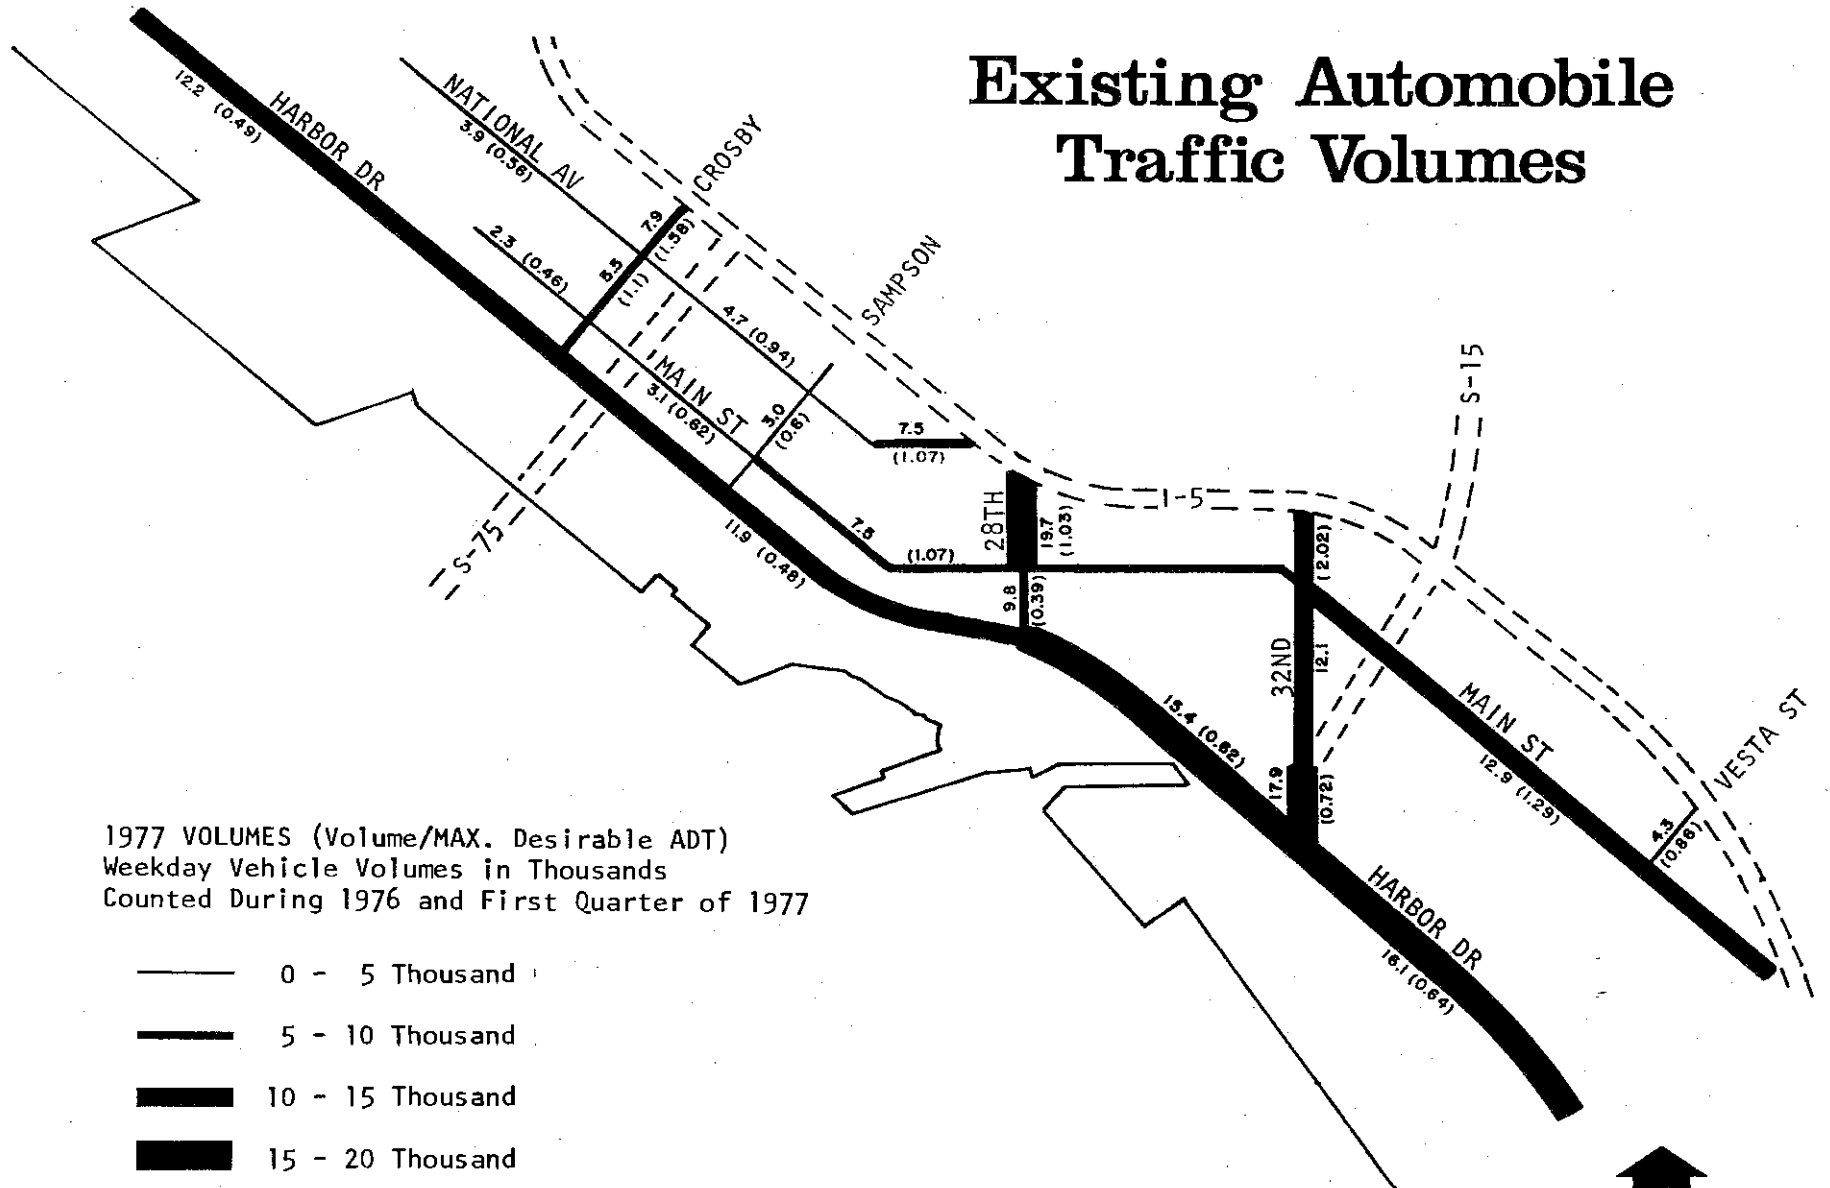 Existing Automobile
Traffic Volumes
12.2 (0.49)
HARBOR DR
NATIONAL AV
3.9 (0.56)
CROSBY
7.9
(1.58)
5.5
(1.1)
2.3 (0.46)
SAMPSON
4.7 (0.94)
MAIN ST
3.1 (0.62)
3.0
(0.6)
7.5
(1.07)
S-15
I-5
28TH
19.7
(1.03)
S-75
11.9 (0.48)
7.5
(1.07)
9.8
(0.39)
(2.02)
32ND
12.1
15.4 (0.62)
MAIN ST
12.9 (1.29)
VESTA ST
4.3
(0.86)
17.9
(0.72)
HARBOR DR
16.1 (0.64)
1977 VOLUMES (Volume/MAX. Desirable ADT)
Weekday Vehicle Volumes in Thousands
Counted During 1976 and First Quarter of 1977
0 - 5 Thousand
5 - 10 Thousand
10 - 15 Thousand
15 - 20 Thousand